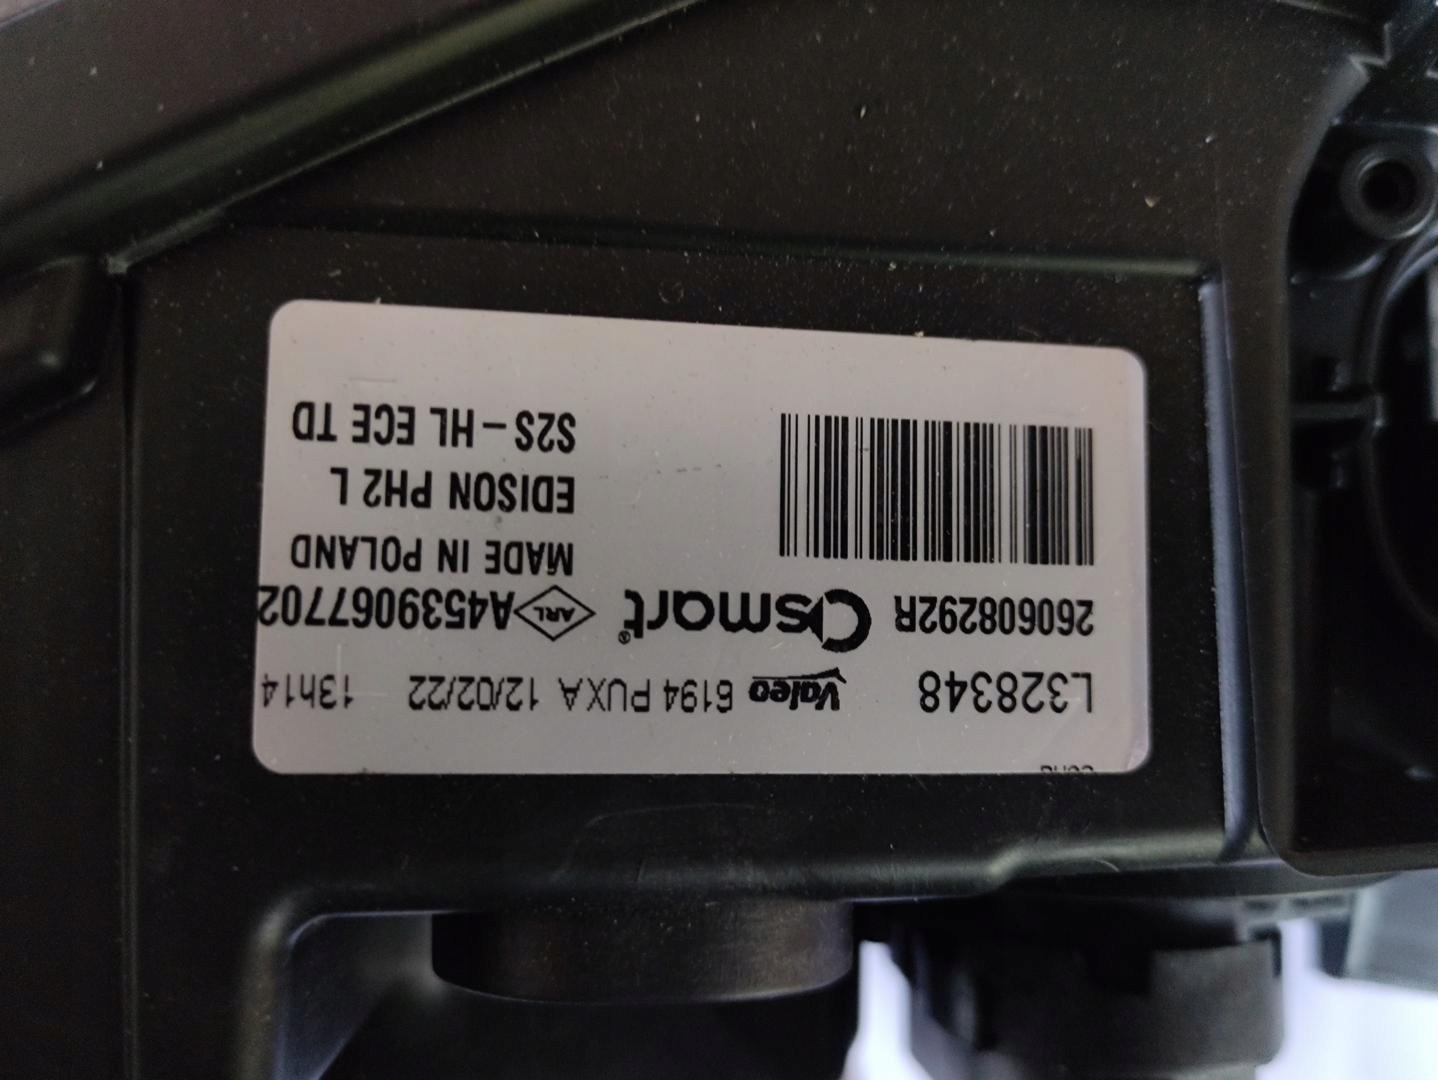 L328348 Valeo 6194 PUXA 12/02/22 13h14
260608292R smart® ARL A4539067702
MADE IN POLAND
EDISON PH2 L
S2S - HL ECE TD